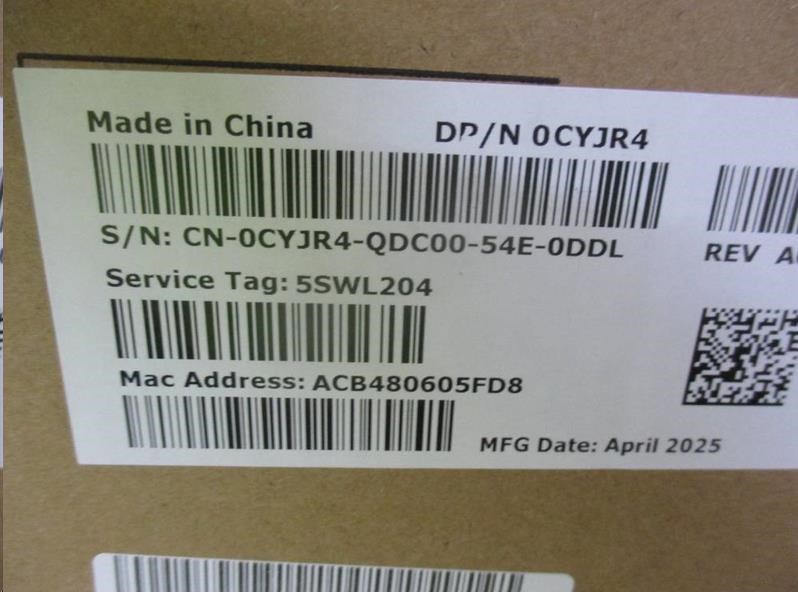 Made in China DP/N 0CYJR4
S/N: CN-0CYJR4-QDC00-54E-0DDL
REV
Service Tag: 5SWL204
Mac Address: ACB480605FD8
MFG Date: April 2025